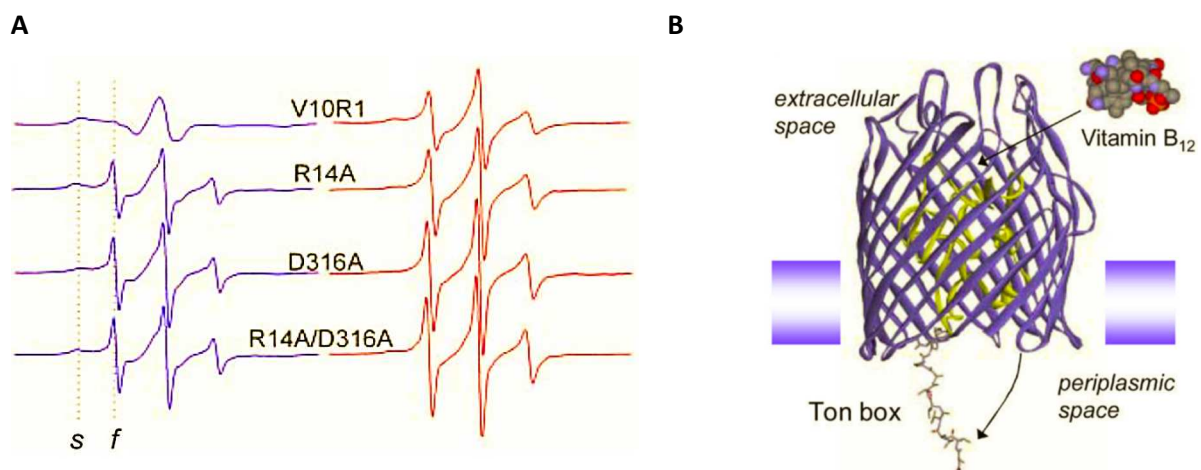 A
V10R1
R14A
D316A
R14A/D316A
s f
B
extracellular
space
Vitamin B12
Ton box
periplasmic
space